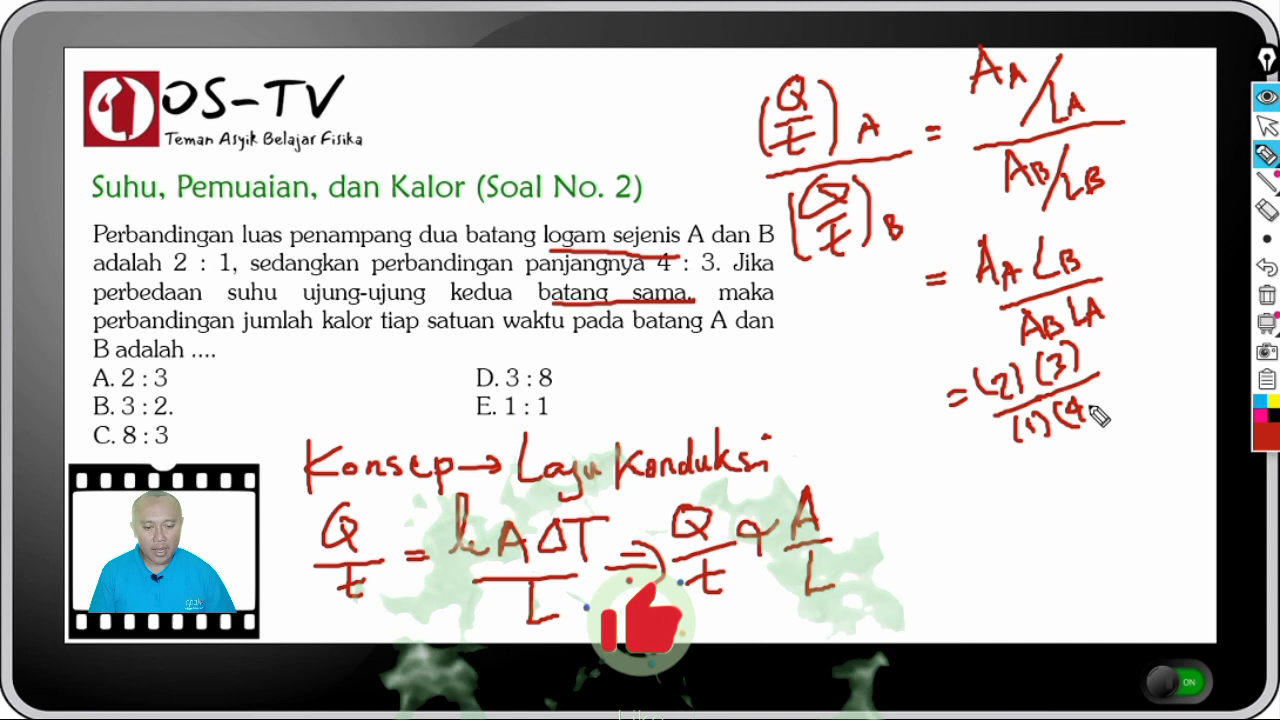 OS-TV
Teman Asyik Belajar Fisika
Suhu, Pemuaian, dan Kalor (Soal No. 2)
Perbandingan luas penampang dua batang logam sejenis A dan B
adalah 2 : 1, sedangkan perbandingan panjangnya 4 : 3. Jika
perbedaan suhu ujung-ujung kedua batang sama, maka
perbandingan jumlah kalor tiap satuan waktu pada batang A dan
B adalah ....
A. 2 : 3
B. 3 : 2.
C. 8 : 3
D. 3 : 8
E. 1 : 1
Konsep → Laju Konduksi
Q/t = k A ΔT / L ⇒ Q/t ∝ A/L
(Q/t)A / (Q/t)B = AA/LA / AB/LB
= AA LB / AB LA
= (2) (3) / (1) (4
ON